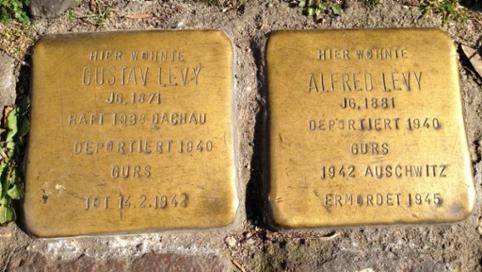 HIER WOHNTE
GUSTAV LEVY
JG. 1871
HAFT 1938 DACHAU
DEPORTIERT 1940
GURS
TOT 14.2.1942
HIER WOHNTE
ALFRED LEVY
JG. 1881
DEPORTIERT 1940
GURS
1942 AUSCHWITZ
ERMORDET 1945